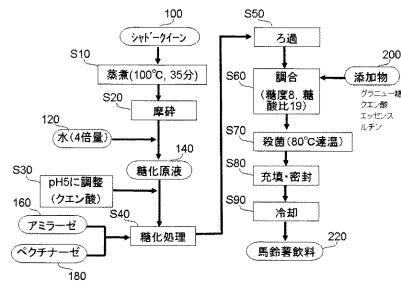 100
シャドークイーン
S10
蒸煮(100℃, 35分)
S20
摩砕
120
水(4倍量)
140
糖化原液
S30
pH5に調整
(クエン酸)
160
アミラーゼ
S40
糖化処理
ペクチナーゼ
180
S50
ろ過
S60
調合
(糖度8, 糖
酸比19)
200
添加物
グラニュー糖
クエン酸
エッセンス
ルチン
S70
殺菌(80℃達温)
S80
充填・密封
S90
冷却
220
馬鈴薯飲料